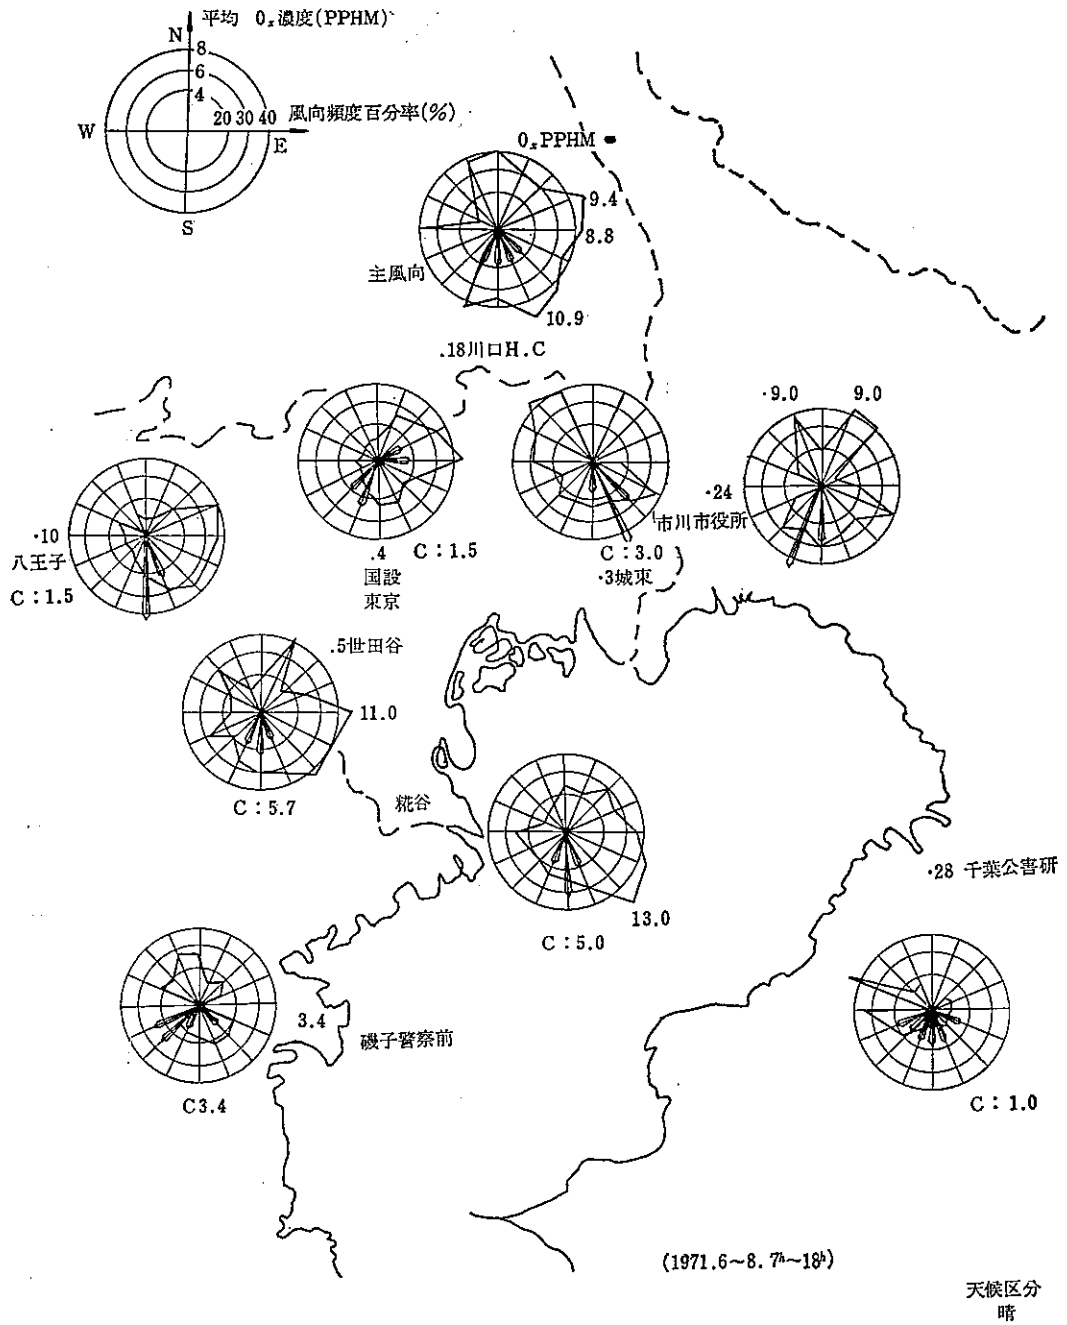 平均 Oₓ濃度(PPHM)
N
8
6
4
20 30 40 風向頻度百分率(%)
W
E
S
Oₓ PPHM
9.4
8.8
主風向
10.9
.18川口H.C
·9.0
9.0
·24
市川市役所
·10
八王子
C:1.5
.4
国設
東京
C:1.5
C:3.0
·3城東
.5世田谷
11.0
C:5.7
糀谷
13.0
C:5.0
·28 千葉公害研
3.4
磯子警察前
C3.4
C:1.0
(1971.6~8.7ʰ~18ʰ)
天候区分
晴